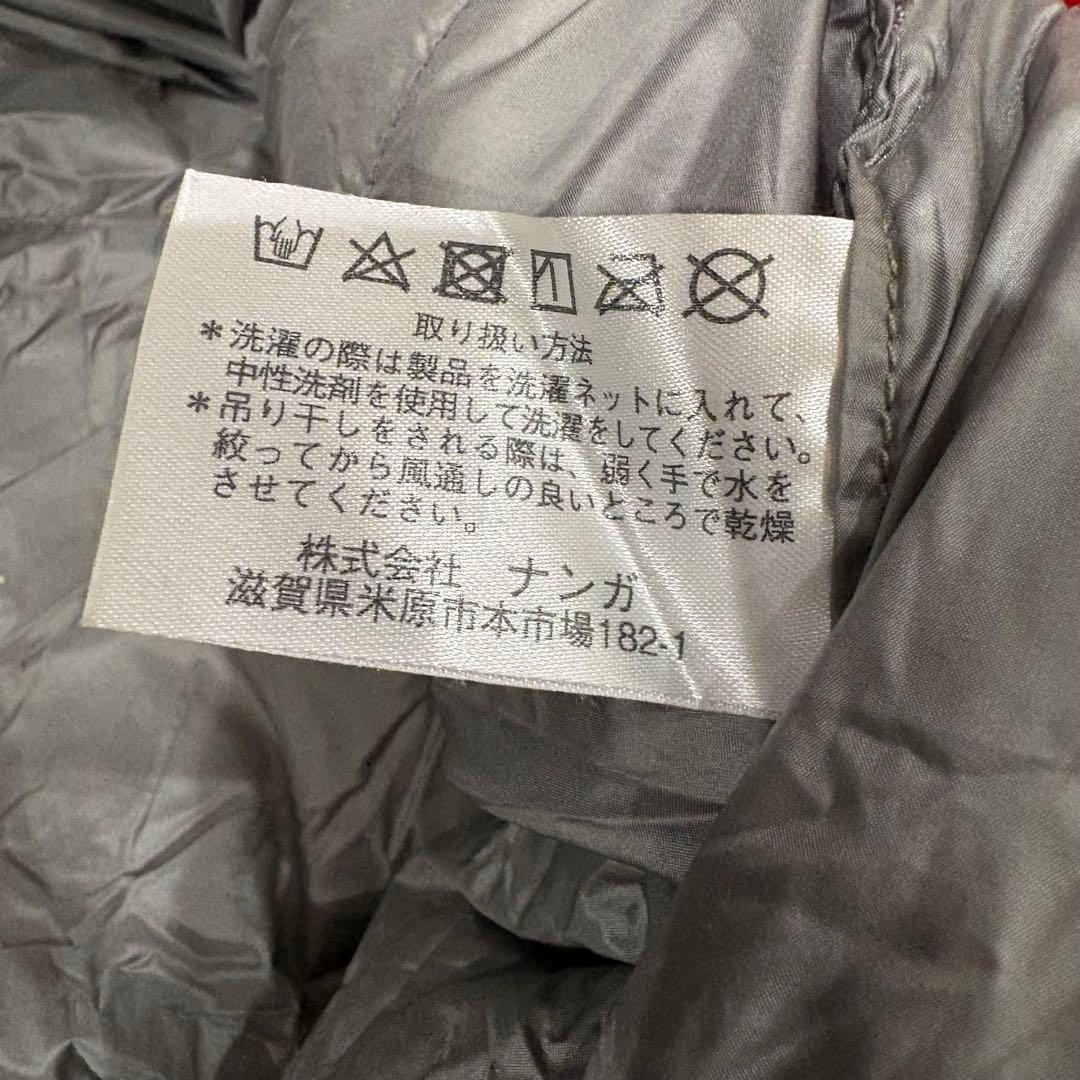 取り扱い方法
*洗濯の際は製品を洗濯ネットに入れて、
中性洗剤を使用して洗濯をしてください。
*吊り干しをされる際は、弱く手で水を
絞ってから風通しの良いところで乾燥
させてください。
株式会社 ナンガ
滋賀県米原市本市場182-1